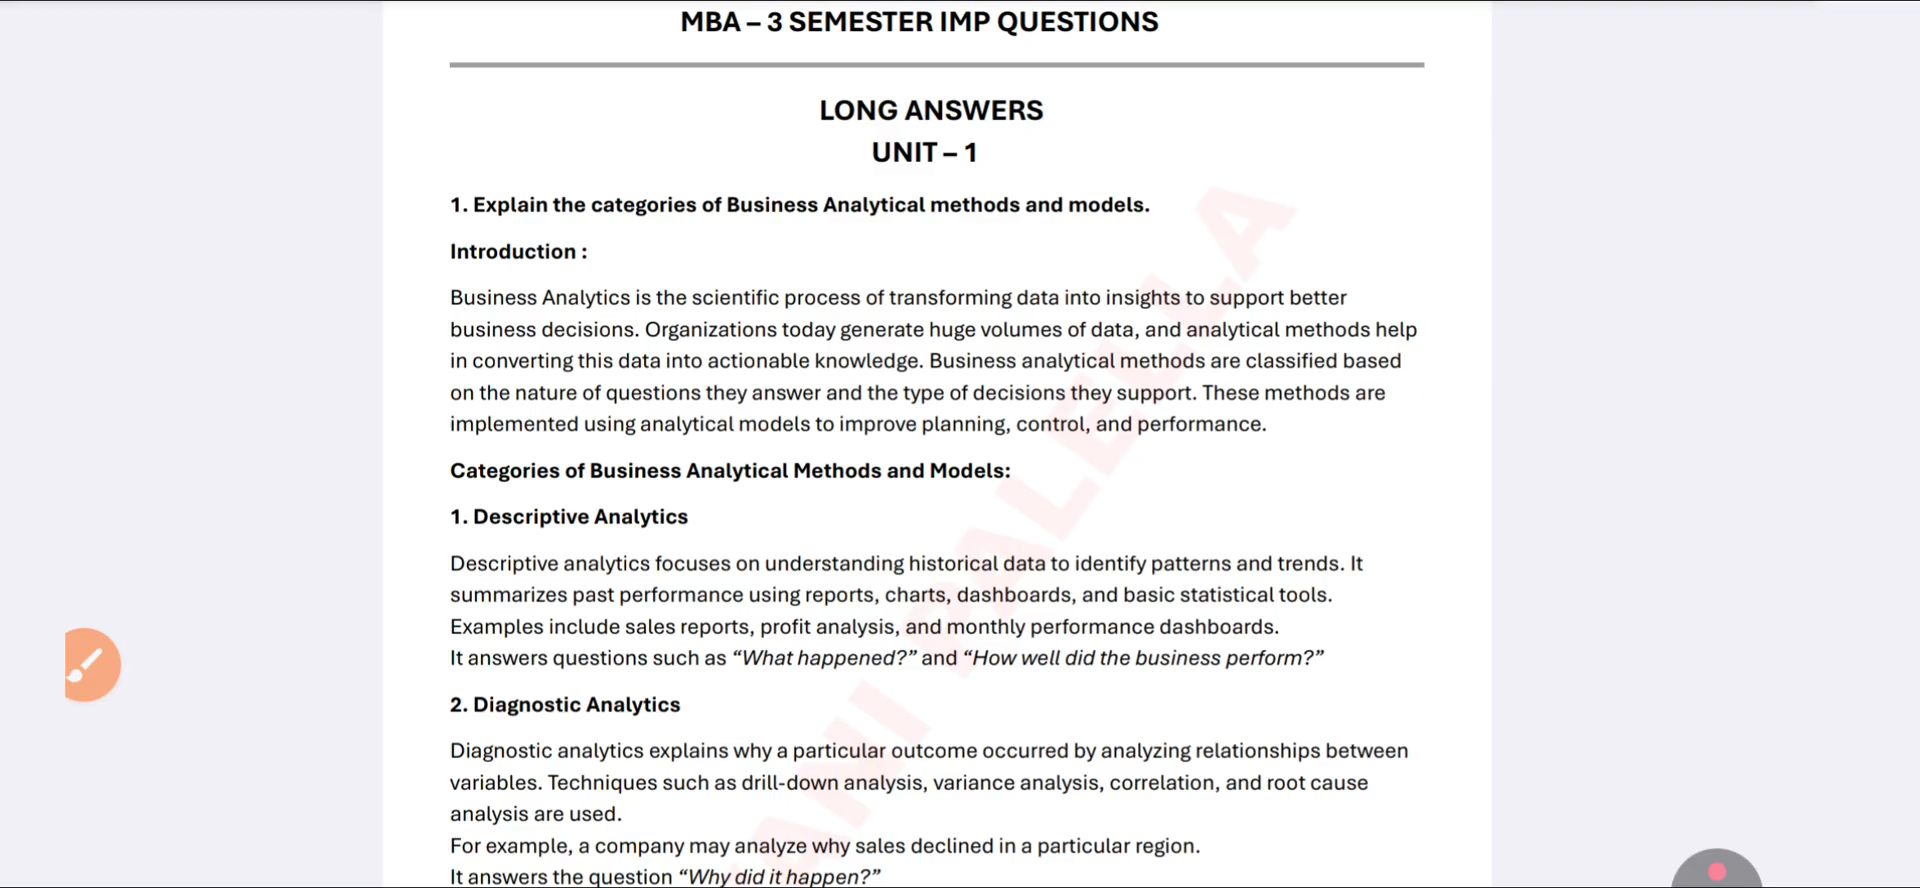 MBA – 3 SEMESTER IMP QUESTIONS
LONG ANSWERS
UNIT – 1
1. Explain the categories of Business Analytical methods and models.
Introduction :
Business Analytics is the scientific process of transforming data into insights to support better
business decisions. Organizations today generate huge volumes of data, and analytical methods help
in converting this data into actionable knowledge. Business analytical methods are classified based
on the nature of questions they answer and the type of decisions they support. These methods are
implemented using analytical models to improve planning, control, and performance.
Categories of Business Analytical Methods and Models:
1. Descriptive Analytics
Descriptive analytics focuses on understanding historical data to identify patterns and trends. It
summarizes past performance using reports, charts, dashboards, and basic statistical tools.
Examples include sales reports, profit analysis, and monthly performance dashboards.
It answers questions such as “What happened?” and “How well did the business perform?”
2. Diagnostic Analytics
Diagnostic analytics explains why a particular outcome occurred by analyzing relationships between
variables. Techniques such as drill-down analysis, variance analysis, correlation, and root cause
analysis are used.
For example, a company may analyze why sales declined in a particular region.
It answers the question “Why did it happen?”
PALELLA